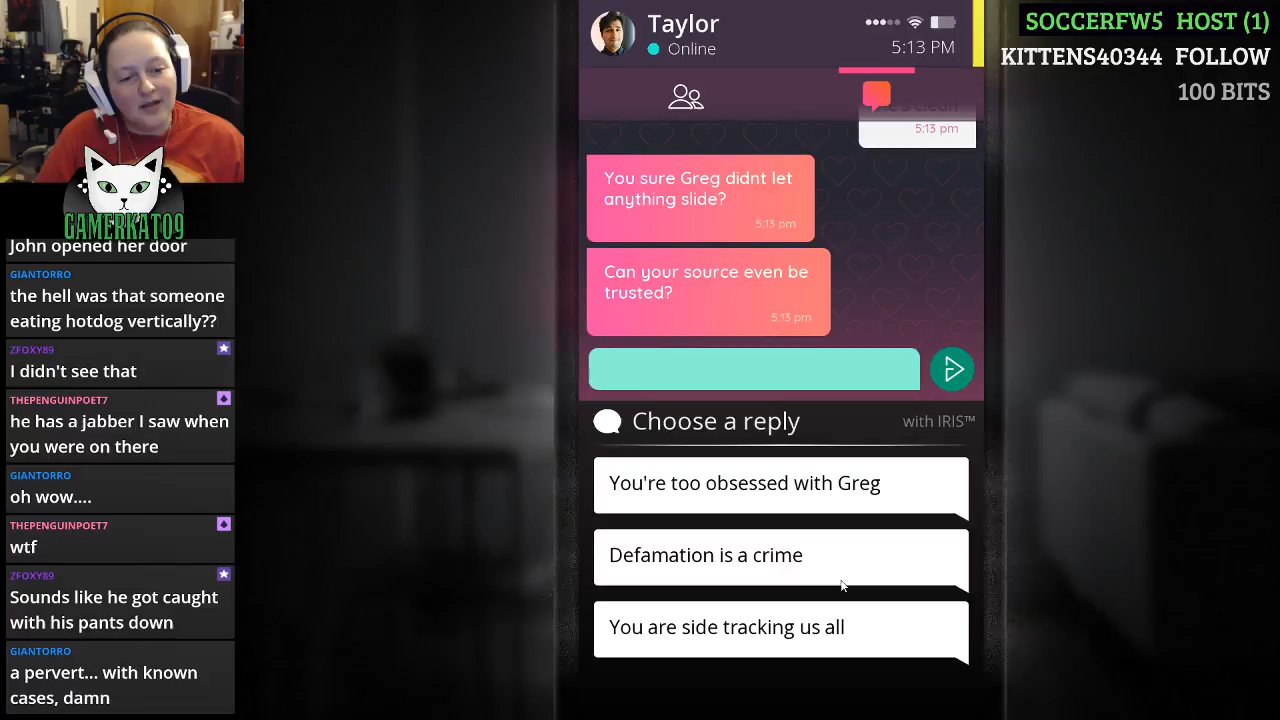 Taylor
Online
5:13 PM
5:13 pm
You sure Greg didnt let
anything slide?
5:13 pm
Can your source even be
trusted?
5:13 pm
Choose a reply
with IRIS™
You're too obsessed with Greg
Defamation is a crime
You are side tracking us all
SOCCERFW5 HOST (1)
KITTENS40344 FOLLOW
100 BITS
GAMERKAT09
John opened her door
GIANTORRO
the hell was that someone
eating hotdog vertically??
ZFOXY89
I didn't see that
THEPENGUINPOET7
he has a jabber I saw when
you were on there
GIANTORRO
oh wow....
THEPENGUINPOET7
wtf
ZFOXY89
Sounds like he got caught
with his pants down
GIANTORRO
a pervert... with known
cases, damn